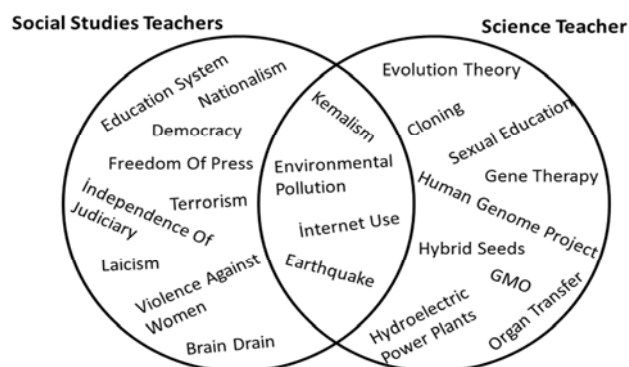 Social Studies Teachers
Science Teacher
Education System
Nationalism
Democracy
Freedom Of Press
İndependence Of
Judiciary
Terrorism
Laicism
Violence Against
Women
Brain Drain
Kemalism
Environmental
Pollution
İnternet Use
Earthquake
Evolution Theory
Cloning
Sexual Education
Gene Therapy
Human Genome Project
Hybrid Seeds
GMO
Hydroelectric
Power Plants
Organ Transfer